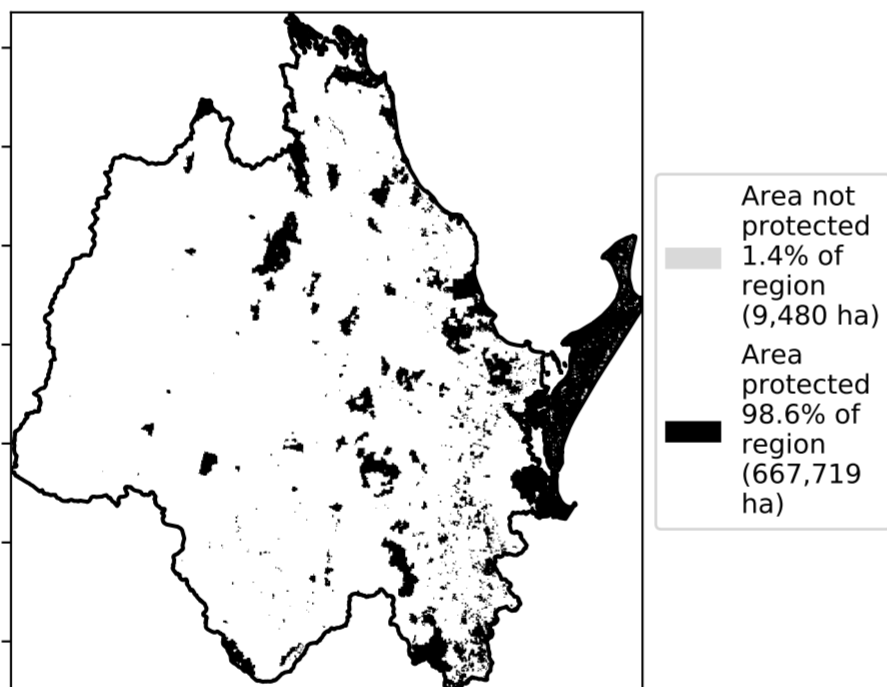 Area not
protected
1.4% of
region
(9,480 ha)
Area
protected
98.6% of
region
(667,719
ha)